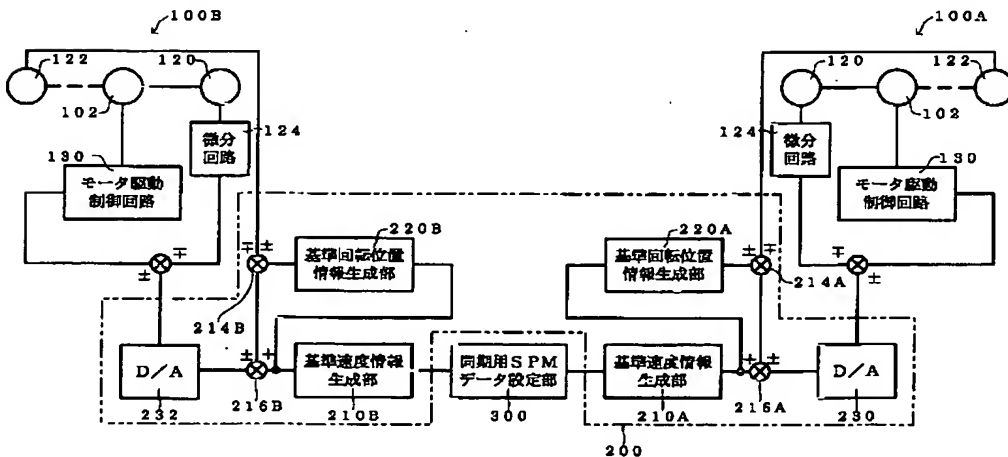 100B
100A
122
120
120
122
102
124
124
102
微分
回路
微分
回路
130
130
モータ駆動
制御回路
モータ駆動
制御回路
220B
220A
基準回転位置
情報生成部
基準回転位置
情報生成部
∓ ±
∓
±
∓ ±
∓
±
214B
214A
D/A
± +
基準速度情報
生成部
同期用SPM
データ設定部
基準速度情報
生成部
+ ±
D/A
232
216B
210B
300
210A
216A
230
200